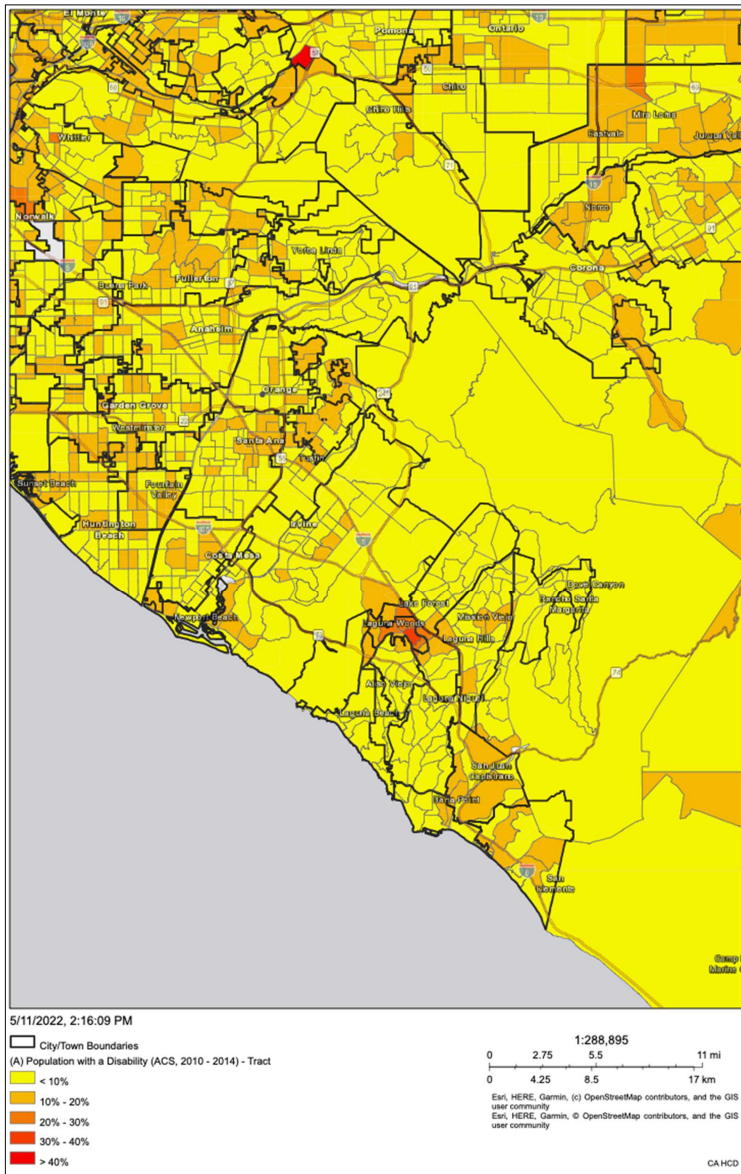 El Monte
Pomona
Ontario
Chino
Chino Hills
Whittier
Mira Loma
Eastvale
Norwalk
Norco
Yorba Linda
Corona
Buena Park
Fullerton
Anaheim
Orange
Garden Grove
Westminster
Santa Ana
Tustin
Sunset Beach
Fountain
Valley
Huntington
Beach
Irvine
Costa Mesa
Newport Beach
Lake Forest
Laguna Woods
Mission Viejo
Laguna Hills
Dove Canyon
Rancho Santa
Margarita
Aliso Viejo
Laguna Niguel
Laguna Beach
San Juan
Capistrano
Dana Point
San
Clemente
Marine
5/11/2022, 2:16:09 PM
City/Town Boundaries
(A) Population with a Disability (ACS, 2010 - 2014) - Tract
< 10%
10% - 20%
20% - 30%
30% - 40%
> 40%
1:288,895
0 2.75 5.5 11 mi
0 4.25 8.5 17 km
Esri, HERE, Garmin, (c) OpenStreetMap contributors, and the GIS
user community
Esri, HERE, Garmin, © OpenStreetMap contributors, and the GIS
user community
CA HCD